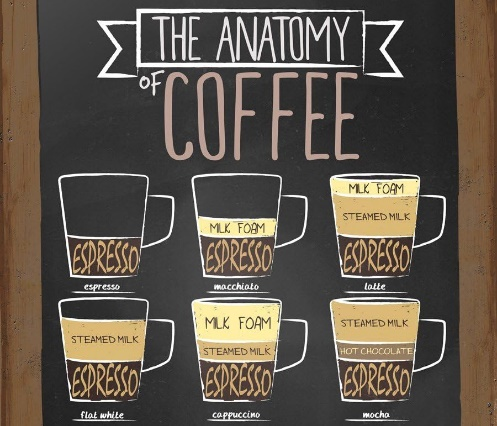 THE ANATOMY
OF COFFEE
ESPRESSO
espresso
MILK FOAM
ESPRESSO
macchiato
MILK FOAM
STEAMED MILK
ESPRESSO
latte
STEAMED MILK
ESPRESSO
flat white
MILK FOAM
STEAMED MILK
ESPRESSO
cappuccino
STEAMED MILK
HOT CHOCOLATE
ESPRESSO
mocha